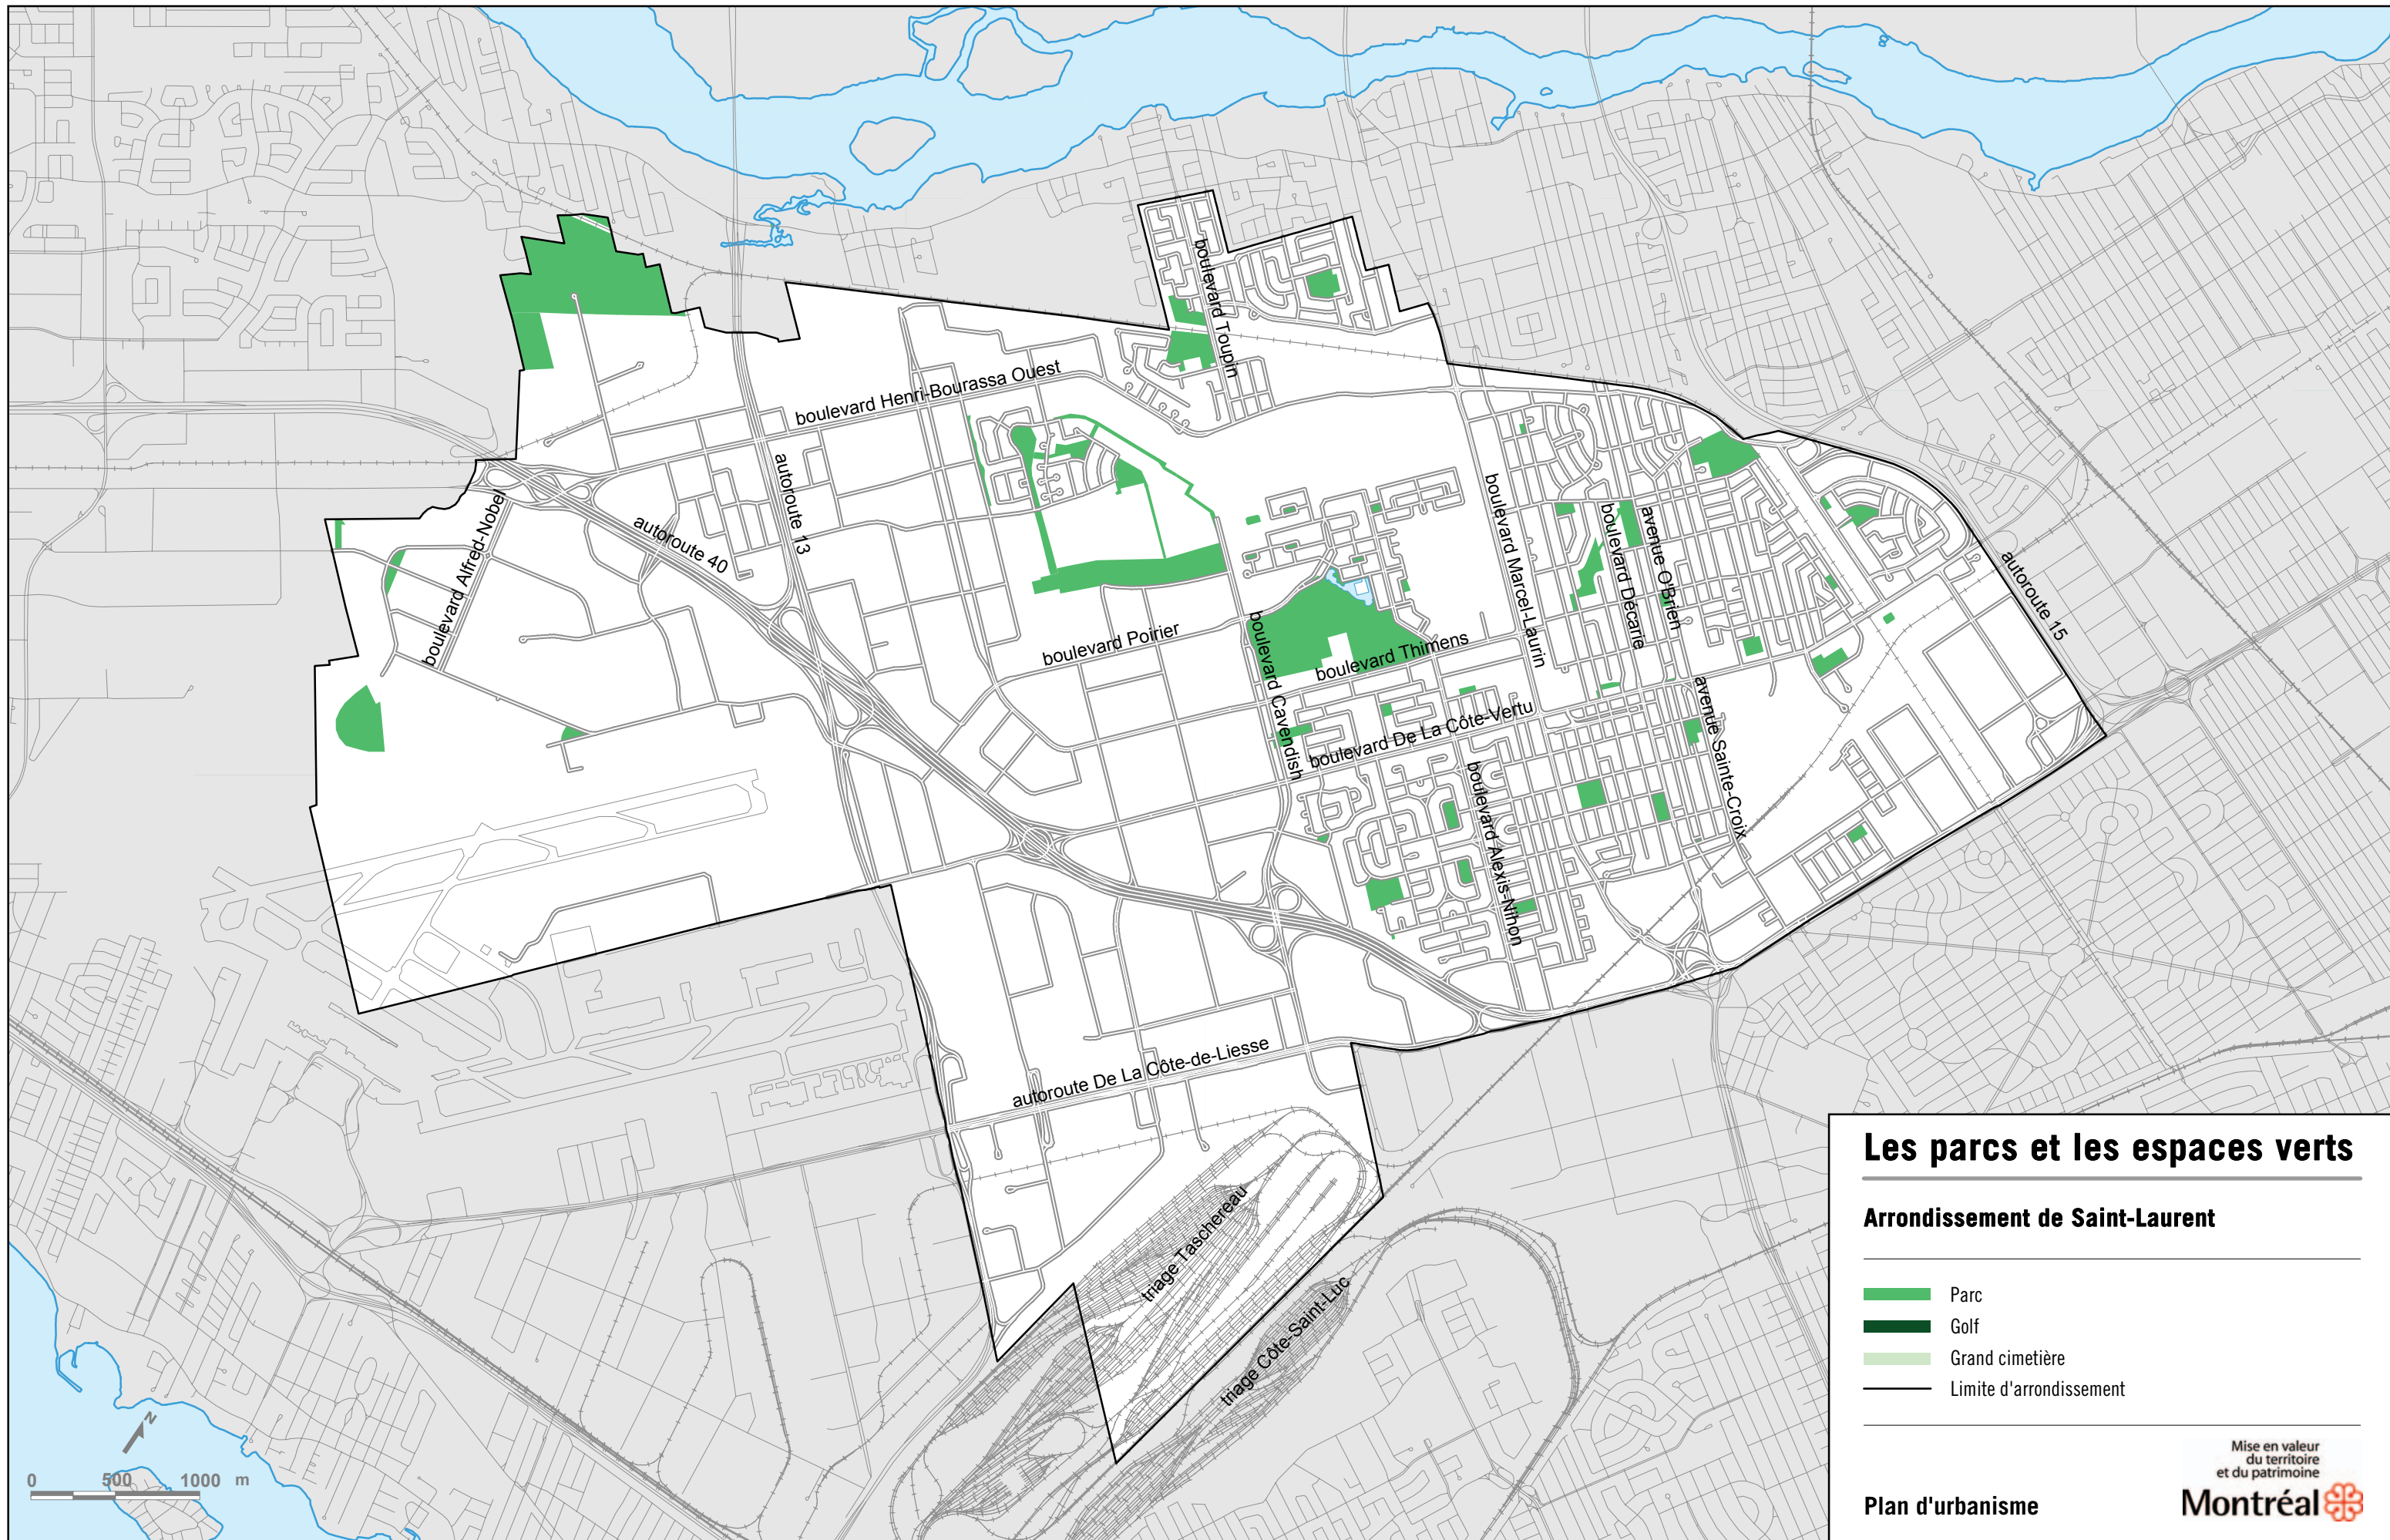 boulevard Toupin
boulevard Henri-Bourassa Ouest
autoroute 13
autoroute 40
boulevard Alfred-Nobel
boulevard Marcel-Laurin
boulevard Décarie
avenue O'Brien
autoroute 15
boulevard Poirier
boulevard Cavendish
boulevard Thimens
boulevard De La Côte-Vertu
avenue Sainte-Croix
boulevard Alexis-Nihon
autoroute De La Côte-de-Liesse
triage Taschereau
triage Côte-Saint-Luc
N
0 500 1000 m
Les parcs et les espaces verts
Arrondissement de Saint-Laurent
Parc
Golf
Grand cimetière
Limite d'arrondissement
Mise en valeur
du territoire
et du patrimoine
Plan d'urbanisme
Montréal